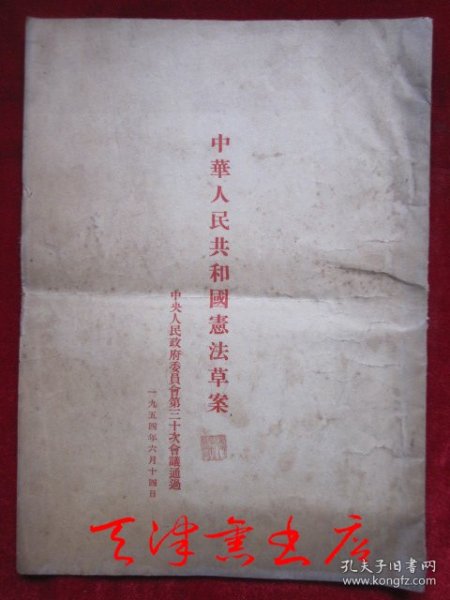 中華人民共和國憲法草案
中央人民政府委員會第三十次會議通過
一九五四年六月十四日
天津舊书店
孔夫子旧书网
www.kongfz.com